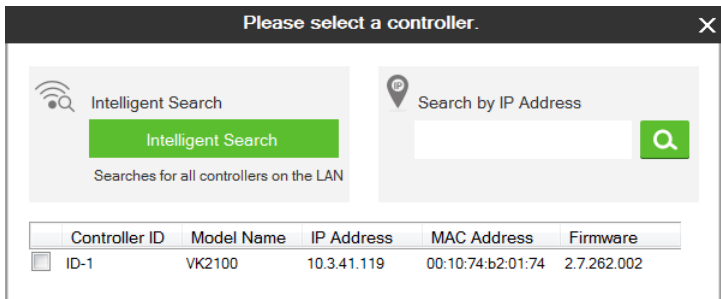 Please select a controller.
Intelligent Search
Intelligent Search
Searches for all controllers on the LAN
IP
Search by IP Address
Controller ID Model Name IP Address MAC Address Firmware
ID-1 VK2100 10.3.41.119 00:10:74:b2:01:74 2.7.262.002